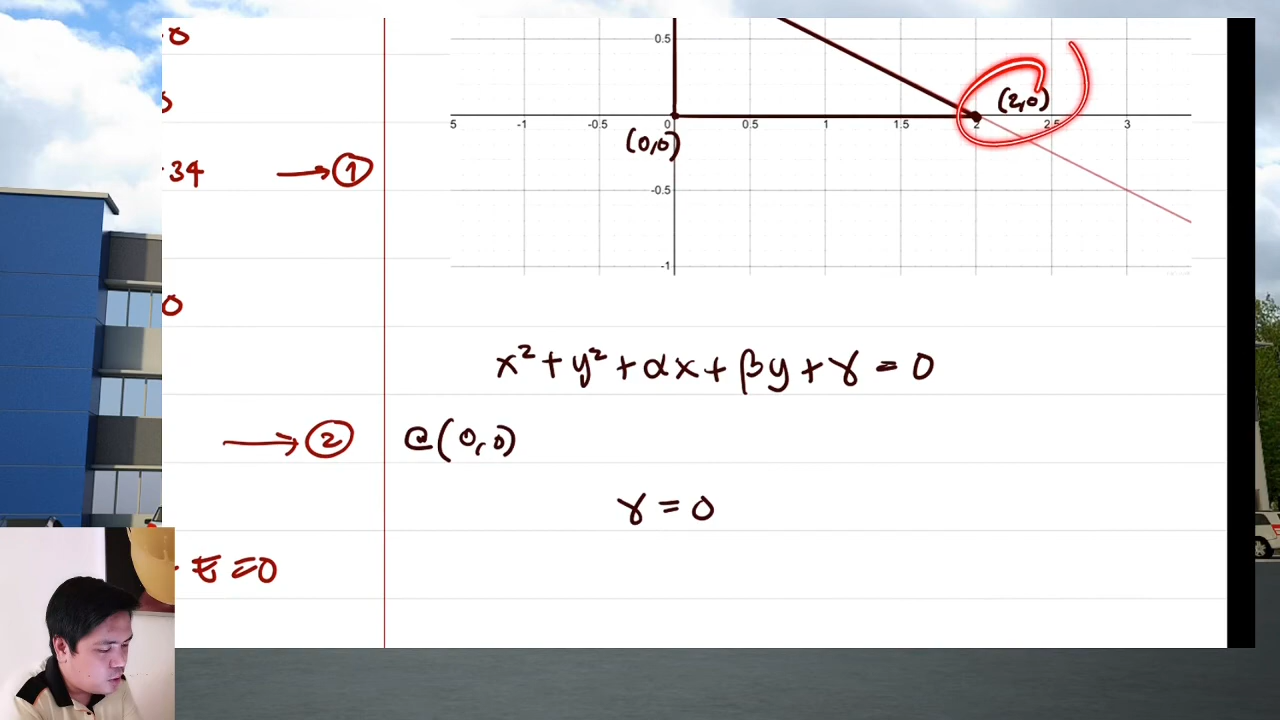 0
34 → ①
0
→ ②
E = 0
0.5
5 -1 -0.5 0 0.5 1 1.5 2 2.5 3
(0,0)
(2,0)
-0.5
-1
x² + y² + αx + βy + γ = 0
@(0,0)
γ = 0